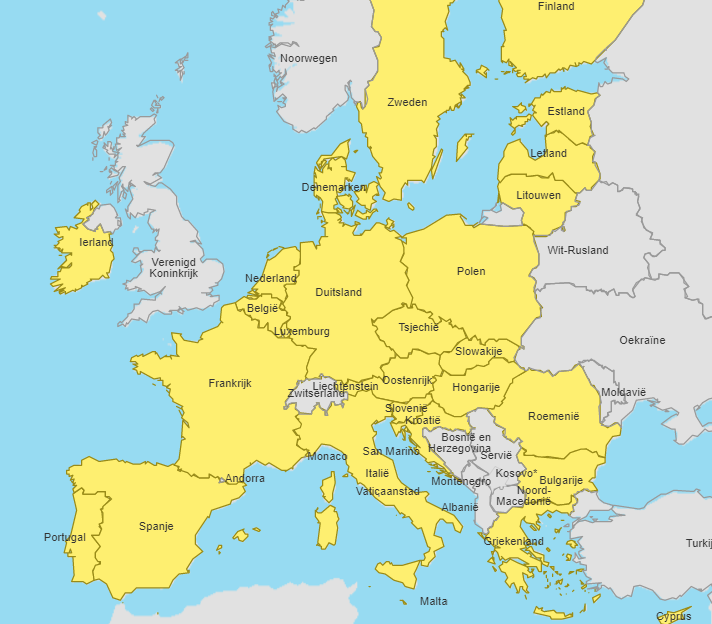 Finland
Noorwegen
Zweden
Estland
Letland
Denemarken
Litouwen
Ierland
Wit-Rusland
Verenigd
Koninkrijk
Polen
Nederland
Duitsland
België
Tsjechië
Luxemburg
Oekraïne
Slowakije
Frankrijk
Oostenrijk
Liechtenstein
Hongarije
Zwitserland
Moldavië
Slovenië
Roemenië
Kroatië
Bosnië en
Herzegovina
San Marino
Servië
Monaco
Italië
Kosovo*
Andorra
Montenegro
Bulgarije
Vaticaanstad
Noord-
Macedonië
Albanië
Spanje
Portugal
Griekenland
Turkij
Malta
Cyprus